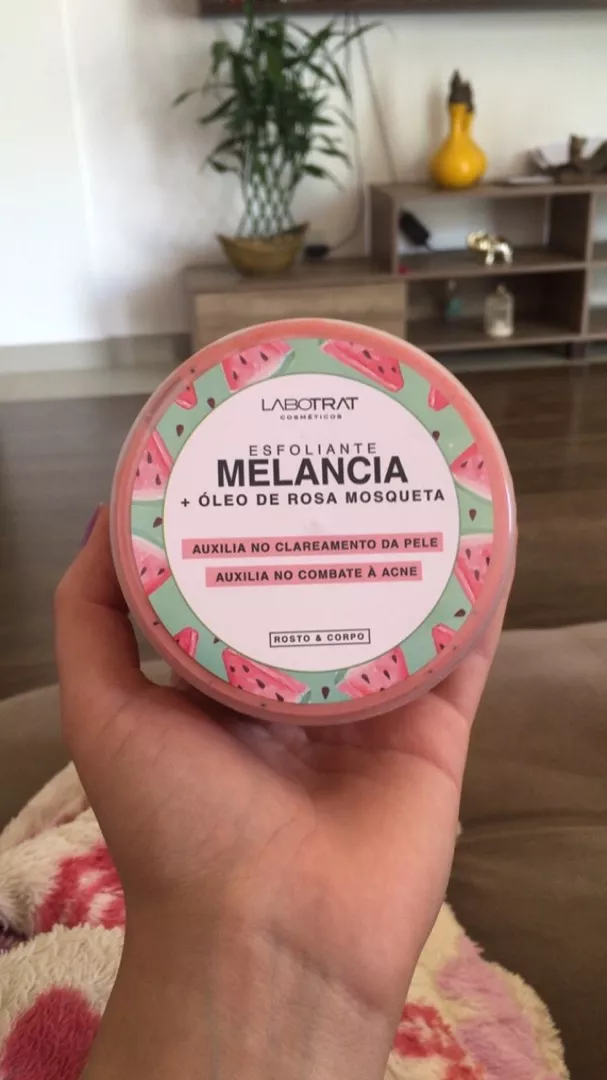 LABOTRAT
COSMÉTICOS
ESFOLIANTE
MELANCIA
+ ÓLEO DE ROSA MOSQUETA
AUXILIA NO CLAREAMENTO DA PELE
AUXILIA NO COMBATE À ACNE
ROSTO & CORPO